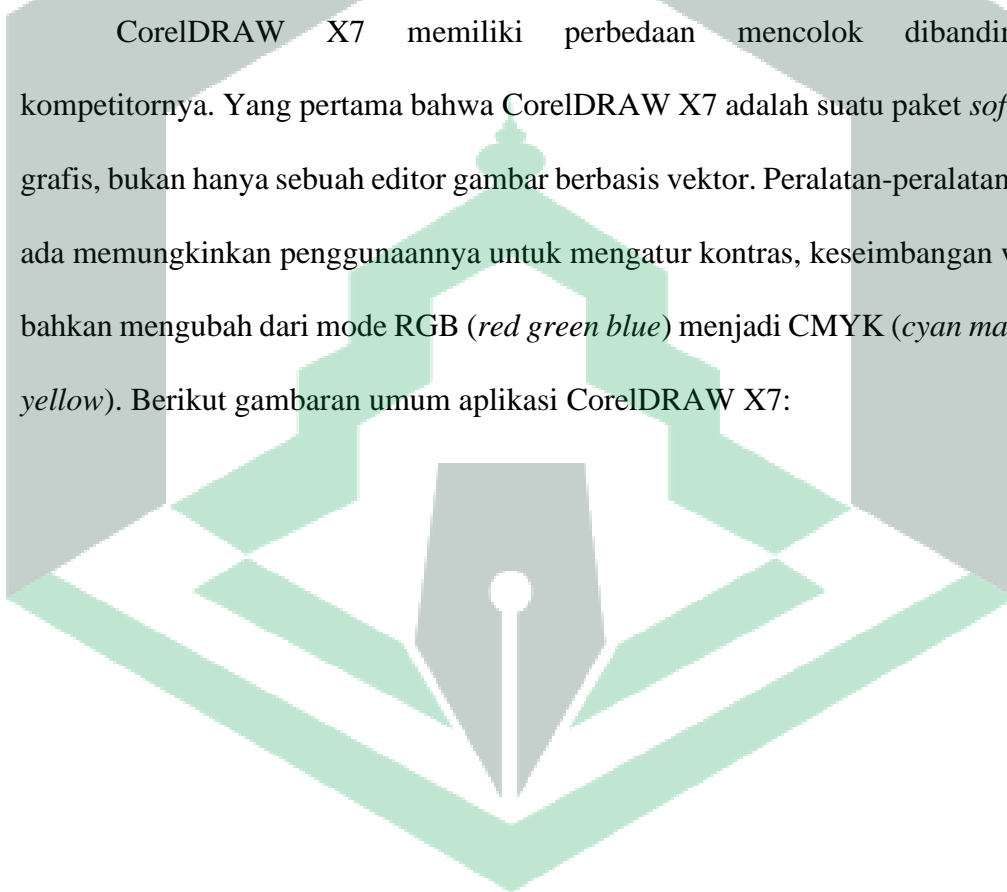 CorelDRAW X7 memiliki perbedaan mencolok dibandin
kompetitornya. Yang pertama bahwa CorelDRAW X7 adalah suatu paket sof
grafis, bukan hanya sebuah editor gambar berbasis vektor. Peralatan-peralatan
ada memungkinkan penggunaannya untuk mengatur kontras, keseimbangan
bahkan mengubah dari mode RGB (red green blue) menjadi CMYK (cyan ma
yellow). Berikut gambaran umum aplikasi CorelDRAW X7: